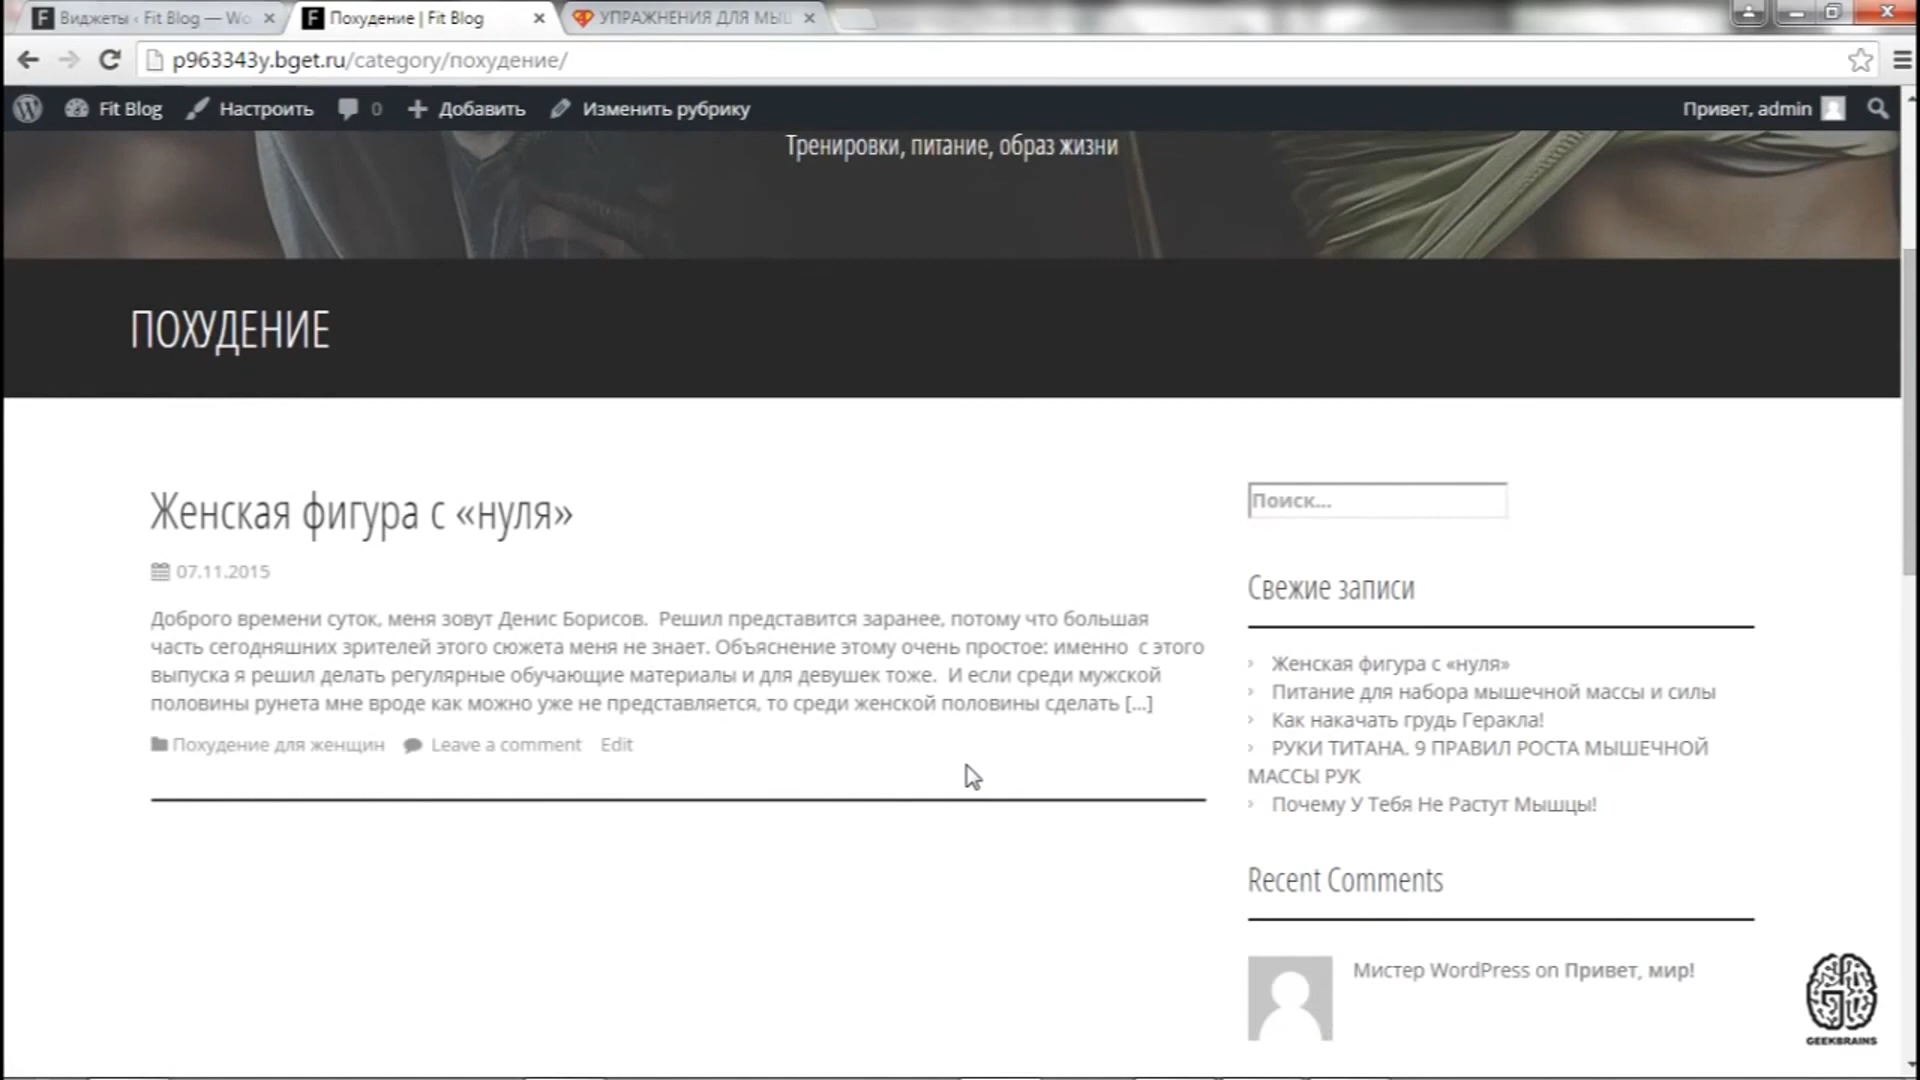 Виджеты ‹ Fit Blog — Wo
Похудение | Fit Blog
УПРАЖНЕНИЯ ДЛЯ МЫШ
p963343y.bget.ru/category/похудение/
Fit Blog
Настроить
0
Добавить
Изменить рубрику
Привет, admin
Тренировки, питание, образ жизни
ПОХУДЕНИЕ
Женская фигура с «нуля»
07.11.2015
Доброго времени суток, меня зовут Денис Борисов. Решил представится заранее, потому что большая
часть сегодняшних зрителей этого сюжета меня не знает. Объяснение этому очень простое: именно с этого
выпуска я решил делать регулярные обучающие материалы и для девушек тоже. И если среди мужской
половины рунета мне вроде как можно уже не представляется, то среди женской половины сделать [...]
Похудение для женщин
Leave a comment
Edit
Поиск...
Свежие записи
Женская фигура с «нуля»
Питание для набора мышечной массы и силы
Как накачать грудь Геракла!
РУКИ ТИТАНА. 9 ПРАВИЛ РОСТА МЫШЕЧНОЙ
МАССЫ РУК
Почему У Тебя Не Растут Мышцы!
Recent Comments
Мистер WordPress on Привет, мир!
GEEKBRAINS